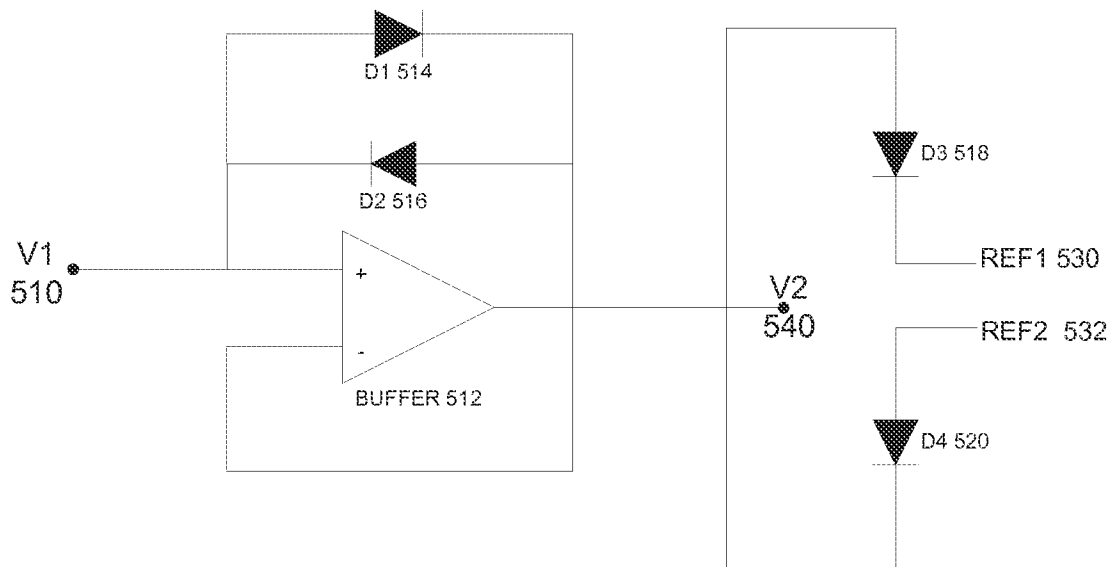 D1 514
D2 516
D3 518
V1
510
+
-
BUFFER 512
V2
540
REF1 530
REF2 532
D4 520